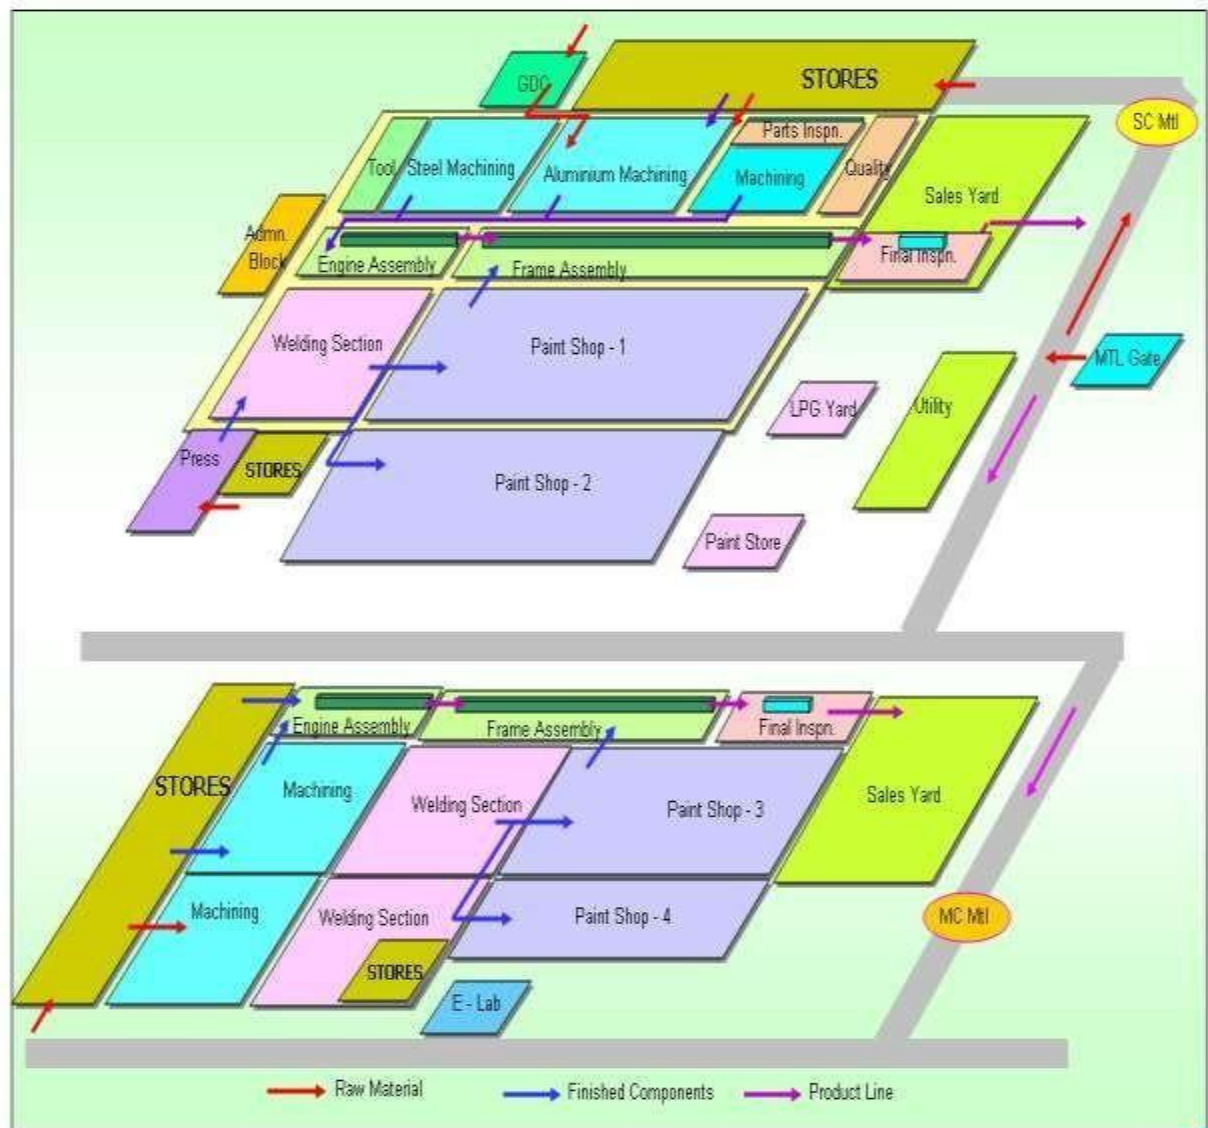 GDC
STORES
SC Mtl
Tool
Steel Machining
Aluminium Machining
Parts Inspn.
Machining
Quality
Sales Yard
Admn.
Block
Engine Assembly
Frame Assembly
Final Inspn.
Welding Section
Paint Shop - 1
MTL Gate
LPG Yard
Utility
Press
STORES
Paint Shop - 2
Paint Store
Engine Assembly
Frame Assembly
Final Inspn.
STORES
Machining
Welding Section
Paint Shop - 3
Sales Yard
Machining
Welding Section
Paint Shop - 4
MC Mtl
STORES
E - Lab
Raw Material
Finished Components
Product Line